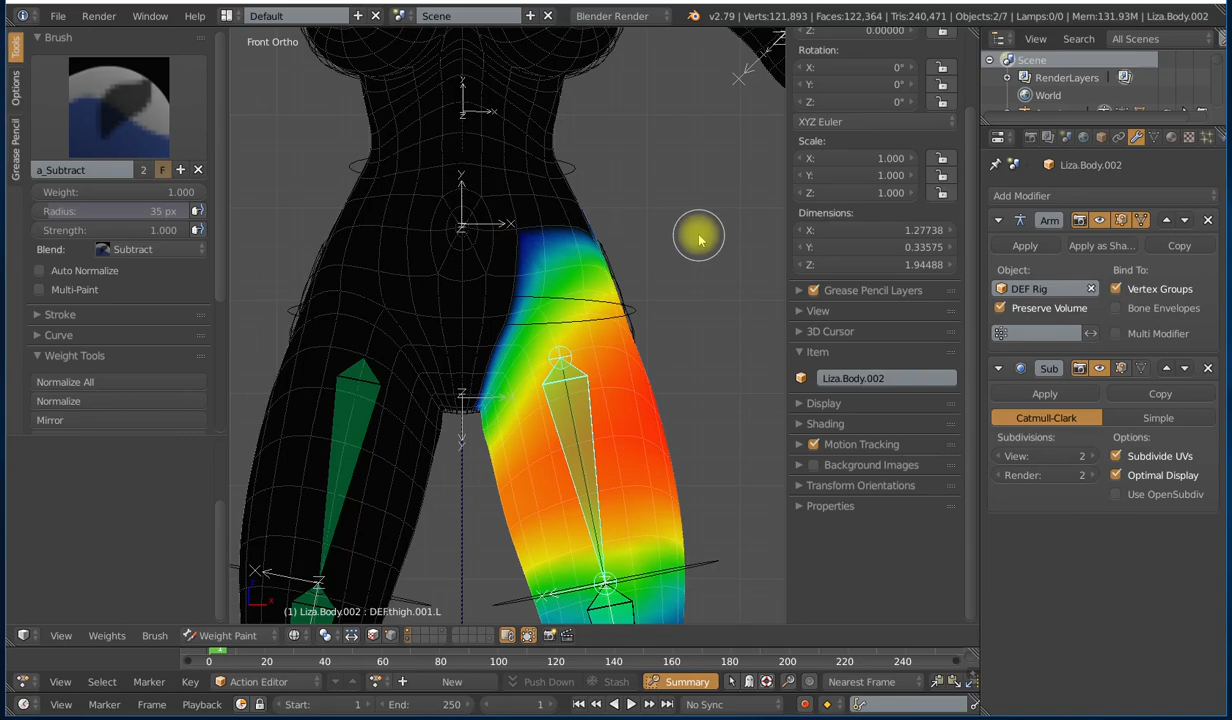 File Render Window Help Default Scene Blender Render v2.79 | Verts:121,893 | Faces:122,364 | Tris:240,471 | Objects:2/7 | Lamps:0/0 | Mem:131.93M | Liza.Body.002
Tools
Options
Grease Pencil
Brush
a_Subtract 2 F
Weight: 1.000
Radius: 35 px
Strength: 1.000
Blend: Subtract
Auto Normalize
Multi-Paint
Stroke
Curve
Weight Tools
Normalize All
Normalize
Mirror
Front Ortho
(1) Liza.Body.002 : DEF.thigh.001.L
Z: 0.00000
Rotation:
X: 0°
Y: 0°
Z: 0°
XYZ Euler
Scale:
X: 1.000
Y: 1.000
Z: 1.000
Dimensions:
X: 1.27738
Y: 0.33575
Z: 1.94488
Grease Pencil Layers
View
3D Cursor
Item
Liza.Body.002
Display
Shading
Motion Tracking
Background Images
Transform Orientations
Properties
View Search All Scenes
Scene
RenderLayers
World
Liza.Body.002
Add Modifier
Arm
Apply Apply as Sha... Copy
Object: Bind To:
DEF Rig Vertex Groups
Preserve Volume Bone Envelopes
Multi Modifier
Sub
Apply Copy
Catmull-Clark Simple
Subdivisions: Options:
View: 2 Subdivide UVs
Render: 2 Optimal Display
Use OpenSubdiv
View Weights Brush Weight Paint
0 20 40 60 80 100 120 140 160 180 200 220 240
View Select Marker Key Action Editor New Push Down Stash Summary Nearest Frame
View Marker Frame Playback Start: 1 End: 250 1 No Sync